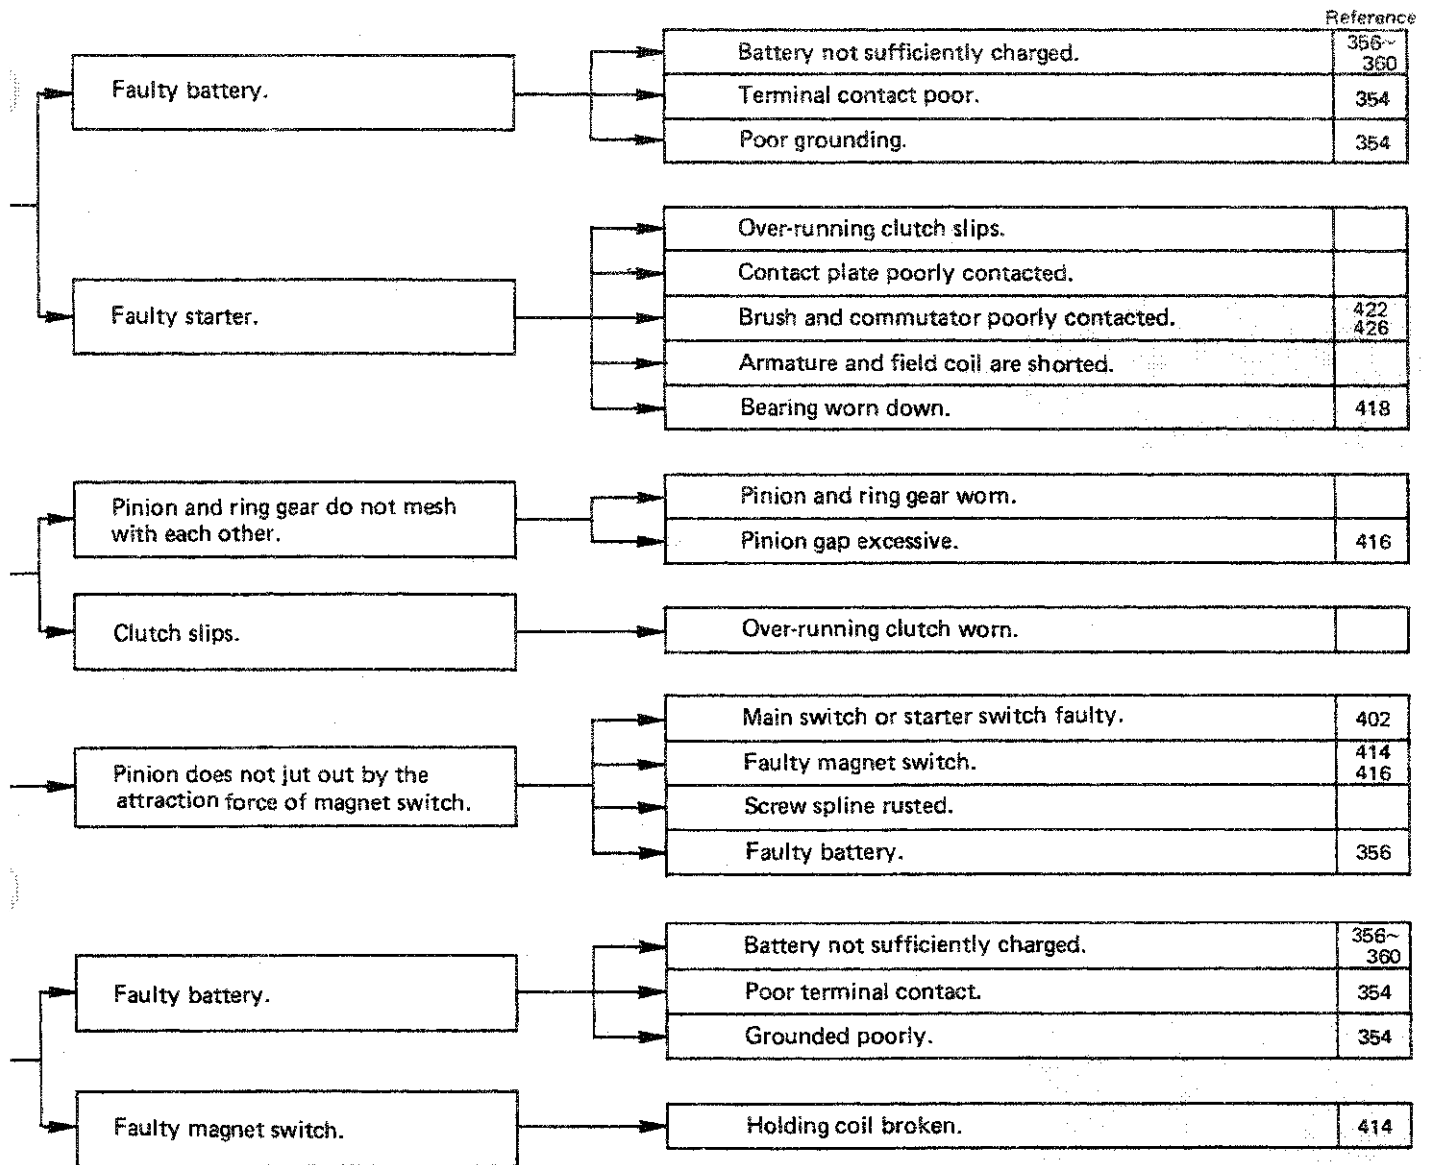 Reference
Faulty battery.
Battery not sufficiently charged.
356~
360
Terminal contact poor.
354
Poor grounding.
354
Faulty starter.
Over-running clutch slips.
Contact plate poorly contacted.
Brush and commutator poorly contacted.
422
426
Armature and field coil are shorted.
Bearing worn down.
418
Pinion and ring gear do not mesh
with each other.
Pinion and ring gear worn.
Pinion gap excessive.
416
Clutch slips.
Over-running clutch worn.
Pinion does not jut out by the
attraction force of magnet switch.
Main switch or starter switch faulty.
402
Faulty magnet switch.
414
416
Screw spline rusted.
Faulty battery.
356
Faulty battery.
Battery not sufficiently charged.
356~
360
Poor terminal contact.
354
Grounded poorly.
354
Faulty magnet switch.
Holding coil broken.
414